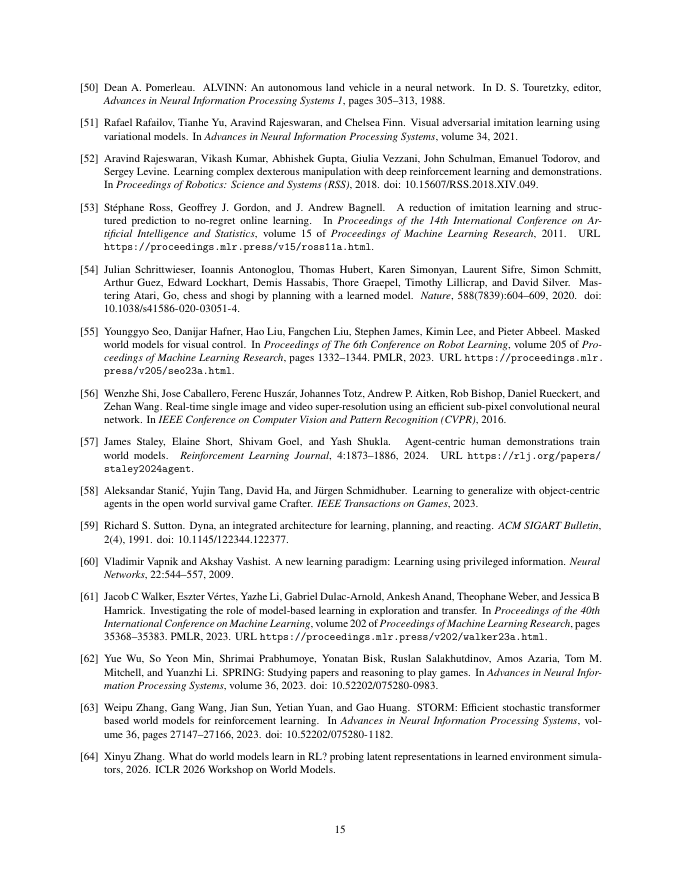 [50] Dean A. Pomerleau. ALVINN: An autonomous land vehicle in a neural network. In D. S. Touretzky, editor,
Advances in Neural Information Processing Systems 1, pages 305–313, 1988.
[51] Rafael Rafailov, Tianhe Yu, Aravind Rajeswaran, and Chelsea Finn. Visual adversarial imitation learning using
variational models. In Advances in Neural Information Processing Systems, volume 34, 2021.
[52] Aravind Rajeswaran, Vikash Kumar, Abhishek Gupta, Giulia Vezzani, John Schulman, Emanuel Todorov, and
Sergey Levine. Learning complex dexterous manipulation with deep reinforcement learning and demonstrations.
In Proceedings of Robotics: Science and Systems (RSS), 2018. doi: 10.15607/RSS.2018.XIV.049.
[53] Stéphane Ross, Geoffrey J. Gordon, and J. Andrew Bagnell. A reduction of imitation learning and struc-
tured prediction to no-regret online learning. In Proceedings of the 14th International Conference on Ar-
tificial Intelligence and Statistics, volume 15 of Proceedings of Machine Learning Research, 2011. URL
https://proceedings.mlr.press/v15/ross11a.html.
[54] Julian Schrittwieser, Ioannis Antonoglou, Thomas Hubert, Karen Simonyan, Laurent Sifre, Simon Schmitt,
Arthur Guez, Edward Lockhart, Demis Hassabis, Thore Graepel, Timothy Lillicrap, and David Silver. Mas-
tering Atari, Go, chess and shogi by planning with a learned model. Nature, 588(7839):604–609, 2020. doi:
10.1038/s41586-020-03051-4.
[55] Younggyo Seo, Danijar Hafner, Hao Liu, Fangchen Liu, Stephen James, Kimin Lee, and Pieter Abbeel. Masked
world models for visual control. In Proceedings of The 6th Conference on Robot Learning, volume 205 of Pro-
ceedings of Machine Learning Research, pages 1332–1344. PMLR, 2023. URL https://proceedings.mlr.
press/v205/seo23a.html.
[56] Wenzhe Shi, Jose Caballero, Ferenc Huszár, Johannes Totz, Andrew P. Aitken, Rob Bishop, Daniel Rueckert, and
Zehan Wang. Real-time single image and video super-resolution using an efficient sub-pixel convolutional neural
network. In IEEE Conference on Computer Vision and Pattern Recognition (CVPR), 2016.
[57] James Staley, Elaine Short, Shivam Goel, and Yash Shukla. Agent-centric human demonstrations train
world models. Reinforcement Learning Journal, 4:1873–1886, 2024. URL https://rlj.org/papers/
staley2024agent.
[58] Aleksandar Stanić, Yujin Tang, David Ha, and Jürgen Schmidhuber. Learning to generalize with object-centric
agents in the open world survival game Crafter. IEEE Transactions on Games, 2023.
[59] Richard S. Sutton. Dyna, an integrated architecture for learning, planning, and reacting. ACM SIGART Bulletin,
2(4), 1991. doi: 10.1145/122344.122377.
[60] Vladimir Vapnik and Akshay Vashist. A new learning paradigm: Learning using privileged information. Neural
Networks, 22:544–557, 2009.
[61] Jacob C Walker, Eszter Vértes, Yazhe Li, Gabriel Dulac-Arnold, Ankesh Anand, Theophane Weber, and Jessica B
Hamrick. Investigating the role of model-based learning in exploration and transfer. In Proceedings of the 40th
International Conference on Machine Learning, volume 202 of Proceedings of Machine Learning Research, pages
35368–35383. PMLR, 2023. URL https://proceedings.mlr.press/v202/walker23a.html.
[62] Yue Wu, So Yeon Min, Shrimai Prabhumoye, Yonatan Bisk, Ruslan Salakhutdinov, Amos Azaria, Tom M.
Mitchell, and Yuanzhi Li. SPRING: Studying papers and reasoning to play games. In Advances in Neural Infor-
mation Processing Systems, volume 36, 2023. doi: 10.52202/075280-0983.
[63] Weipu Zhang, Gang Wang, Jian Sun, Yetian Yuan, and Gao Huang. STORM: Efficient stochastic transformer
based world models for reinforcement learning. In Advances in Neural Information Processing Systems, vol-
ume 36, pages 27147–27166, 2023. doi: 10.52202/075280-1182.
[64] Xinyu Zhang. What do world models learn in RL? probing latent representations in learned environment simula-
tors, 2026. ICLR 2026 Workshop on World Models.
15